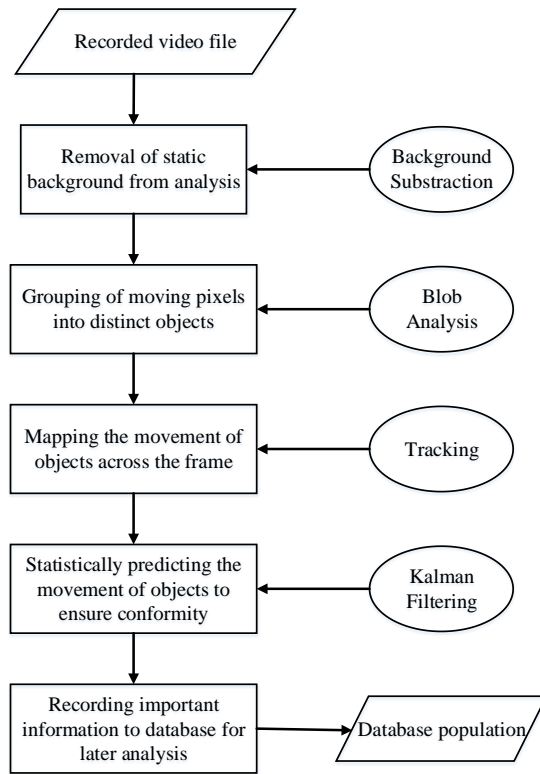 Recorded video file
Removal of static
background from analysis
Background
Substraction
Grouping of moving pixels
into distinct objects
Blob
Analysis
Mapping the movement of
objects across the frame
Tracking
Statistically predicting the
movement of objects to
ensure conformity
Kalman
Filtering
Recording important
information to database for
later analysis
Database population